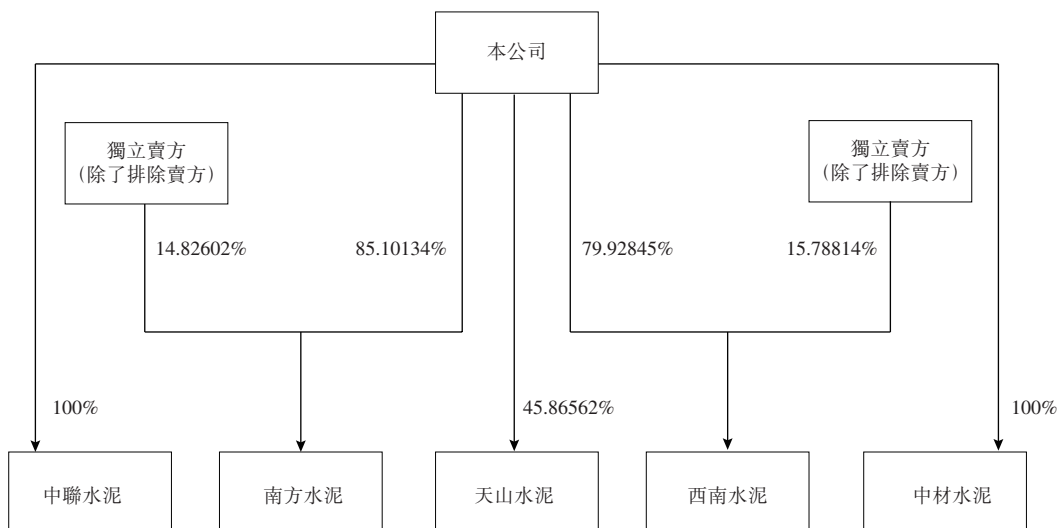 本公司
獨立賣方
（除了排除賣方）
獨立賣方
（除了排除賣方）
14.82602%
85.10134%
79.92845%
15.78814%
100%
45.86562%
100%
中聯水泥
南方水泥
天山水泥
西南水泥
中材水泥